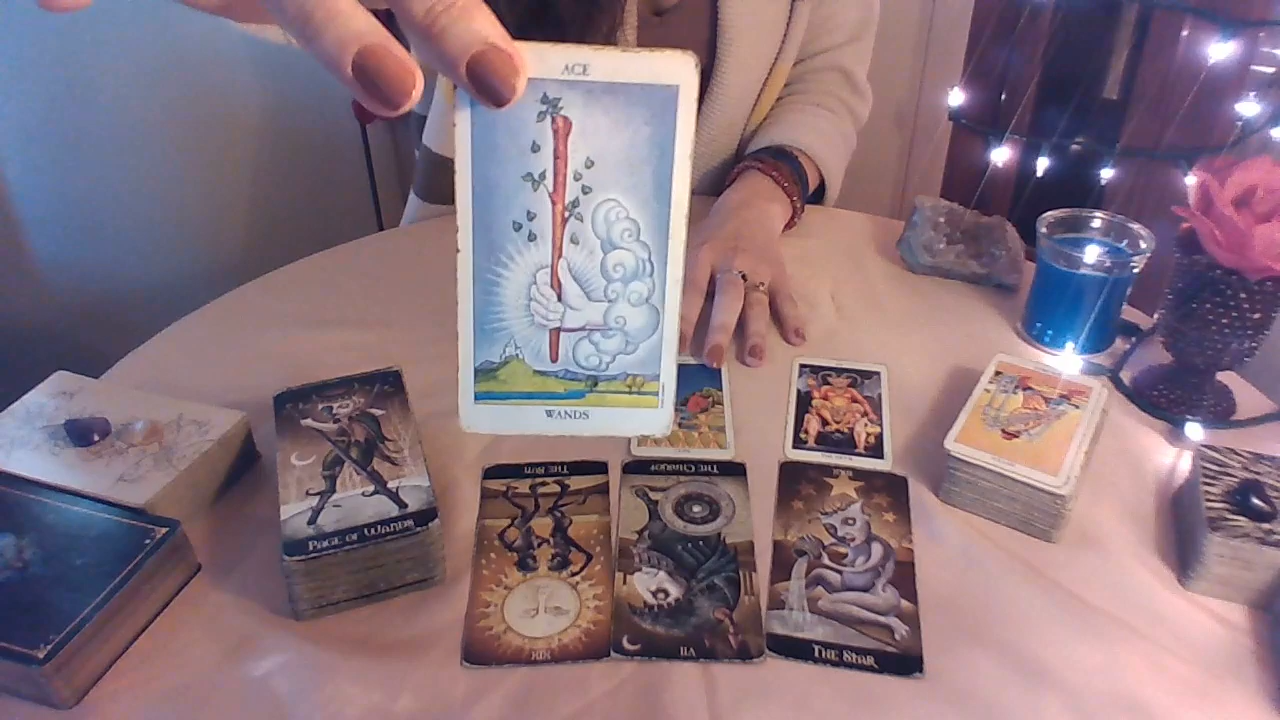 ACE
WANDS
PAGE OF WANDS
THE SUN
XIX
THE CHARIOT
VII
THE STAR